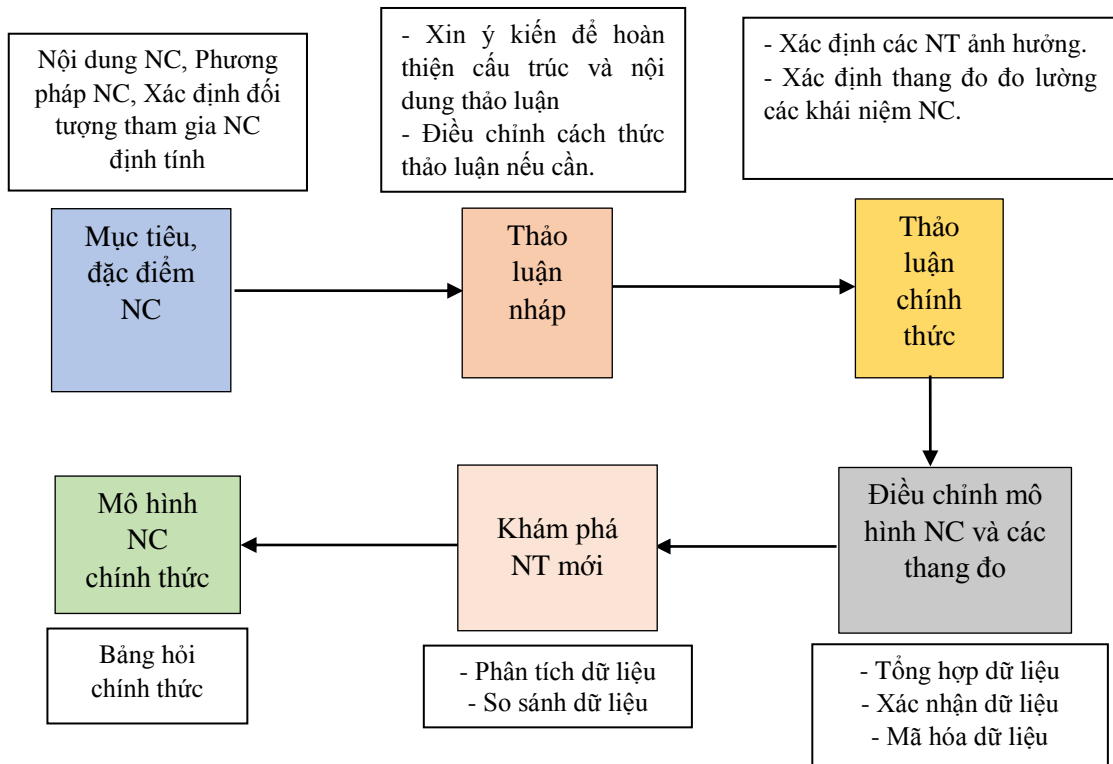 Nội dung NC, Phương
pháp NC, Xác định đối
tượng tham gia NC
định tính
- Xin ý kiến để hoàn
thiện cấu trúc và nội
dung thảo luận
- Điều chỉnh cách thức
thảo luận nếu cần.
- Xác định các NT ảnh hưởng.
- Xác định thang đo đo lường
các khái niệm NC.
Mục tiêu,
đặc điểm
NC
Thảo
luận
nháp
Thảo
luận
chính
thức
Mô hình
NC
chính thức
Khám phá
NT mới
Điều chỉnh mô
hình NC và các
thang đo
Bảng hỏi
chính thức
- Phân tích dữ liệu
- So sánh dữ liệu
- Tổng hợp dữ liệu
- Xác nhận dữ liệu
- Mã hóa dữ liệu